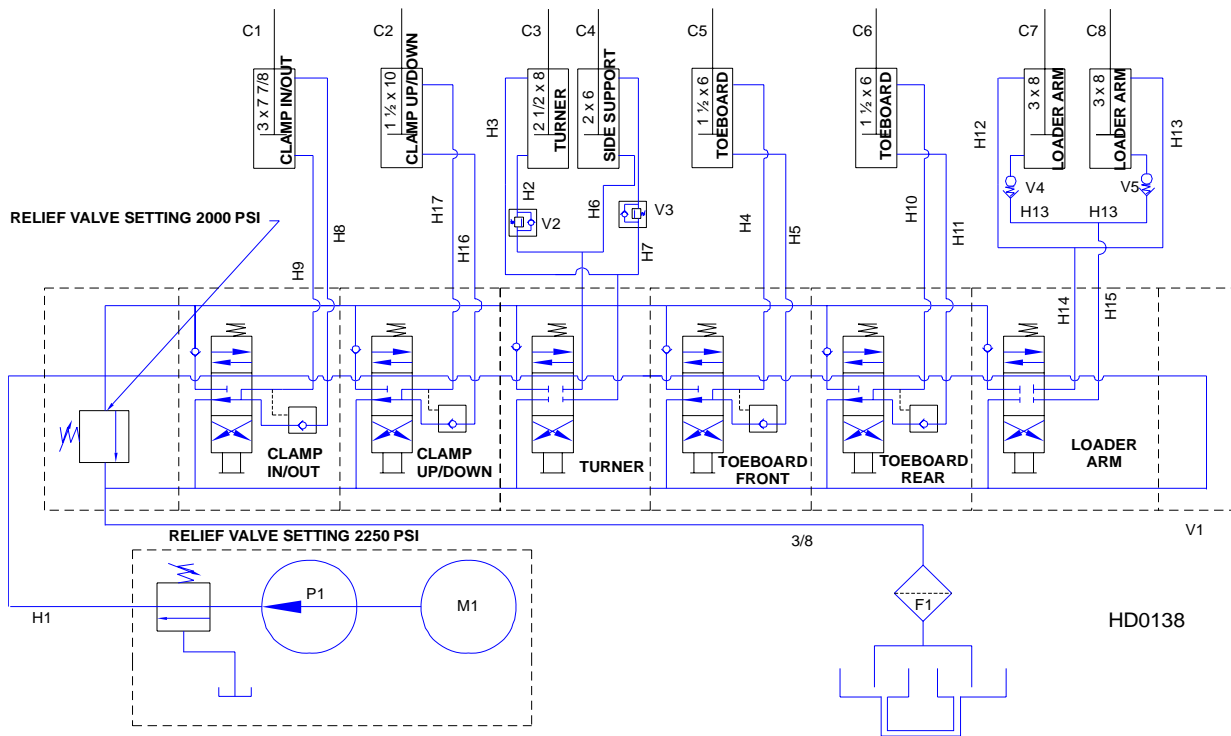 C1
C2
C3
C4
C5
C6
C7
C8
3 x 7 7/8
CLAMP IN/OUT
1 ½ x 10
CLAMP UP/DOWN
2 1/2 x 8
TURNER
2 x 6
SIDE SUPPORT
1 ½ x 6
TOEBOARD
1 ½ x 6
TOEBOARD
3 x 8
LOADER ARM
3 x 8
LOADER ARM
H3
H12
H13
H2
H6
V2
V3
V4
V5
H13
H13
RELIEF VALVE SETTING 2000 PSI
H9
H8
H17
H16
H7
H4
H5
H10
H11
H14
H15
CLAMP
IN/OUT
CLAMP
UP/DOWN
TURNER
TOEBOARD
FRONT
TOEBOARD
REAR
LOADER
ARM
V1
RELIEF VALVE SETTING 2250 PSI
3/8
H1
P1
M1
F1
HD0138